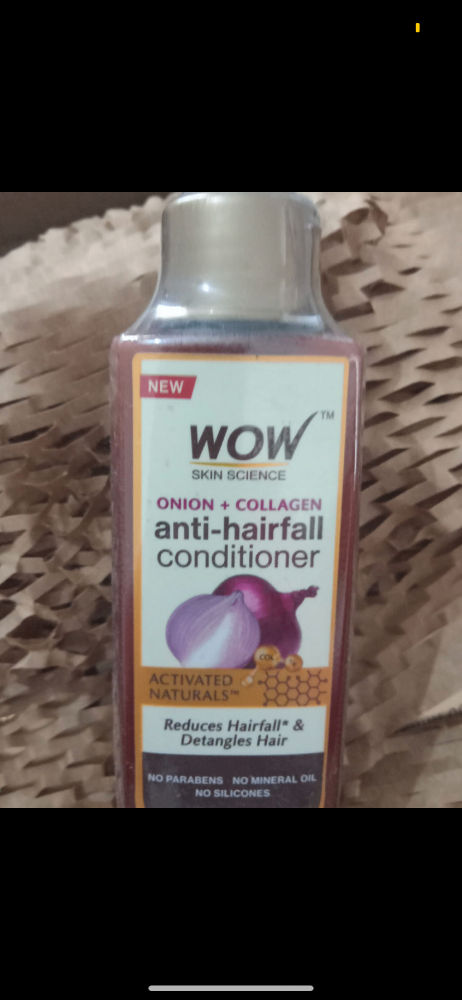 NEW
WOW™
SKIN SCIENCE
ONION + COLLAGEN
anti-hairfall
conditioner
COL
ACTIVATED
NATURALS™
Reduces Hairfall* &
Detangles Hair
NO PARABENS NO MINERAL OIL
NO SILICONES